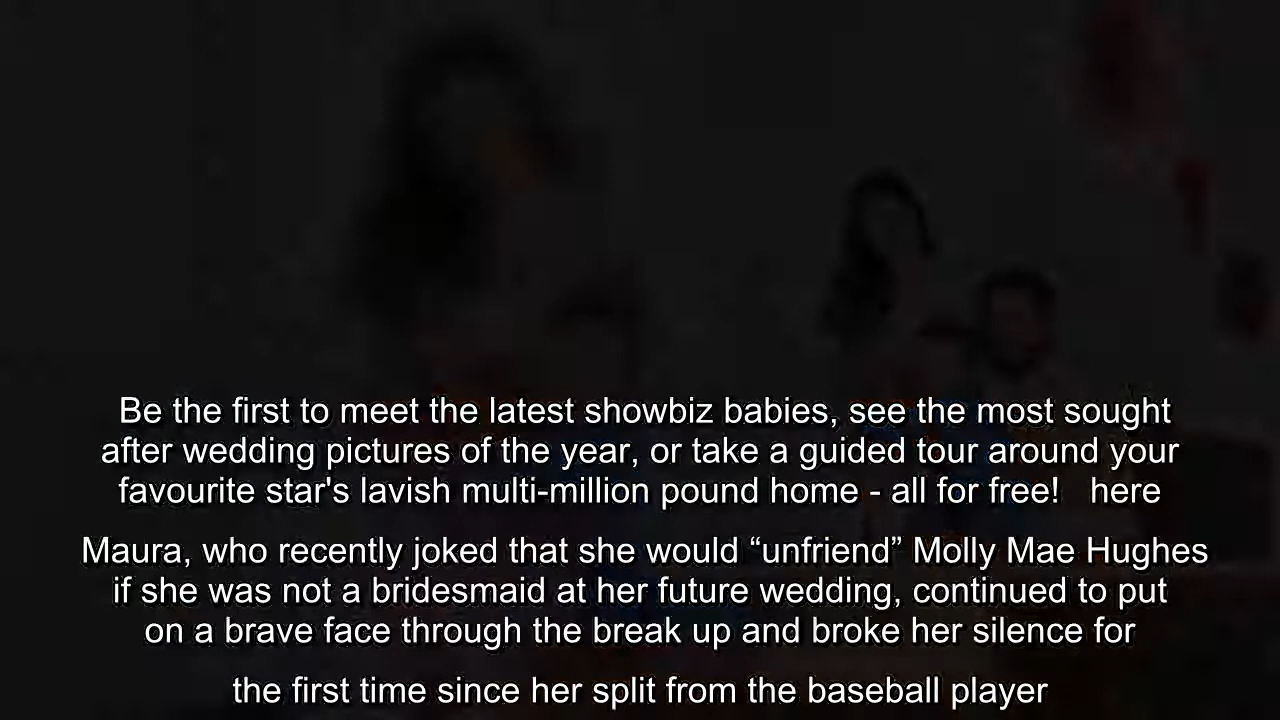 Be the first to meet the latest showbiz babies, see the most sought
after wedding pictures of the year, or take a guided tour around your
favourite star's lavish multi-million pound home - all for free!   here
Maura, who recently joked that she would “unfriend” Molly Mae Hughes
if she was not a bridesmaid at her future wedding, continued to put
on a brave face through the break up and broke her silence for
the first time since her split from the baseball player